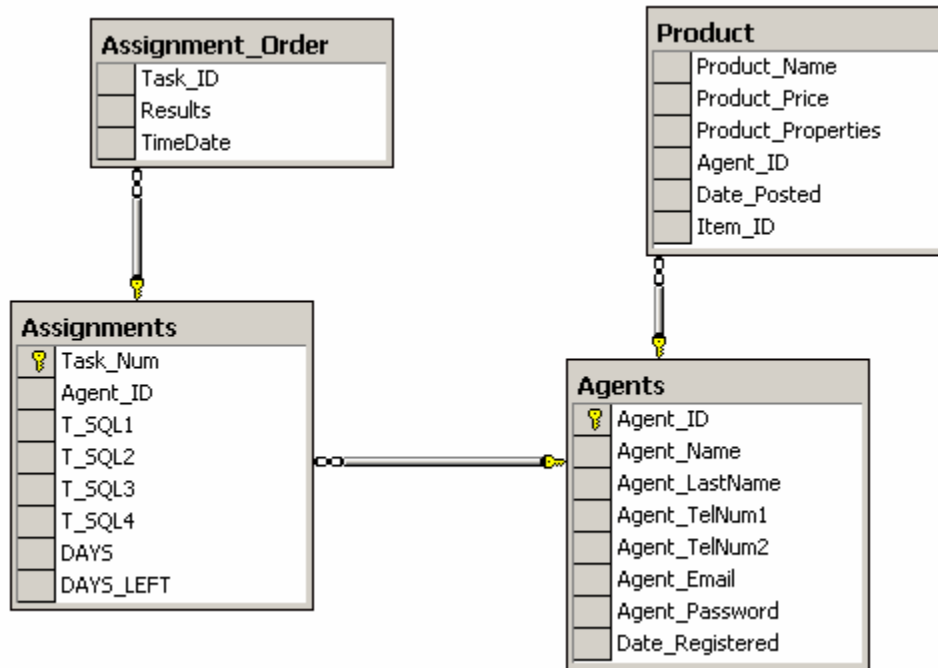 Assignment_Order
Task_ID
Results
TimeDate
Product
Product_Name
Product_Price
Product_Properties
Agent_ID
Date_Posted
Item_ID
Assignments
Task_Num
Agent_ID
T_SQL1
T_SQL2
T_SQL3
T_SQL4
DAYS
DAYS_LEFT
Agents
Agent_ID
Agent_Name
Agent_LastName
Agent_TelNum1
Agent_TelNum2
Agent_Email
Agent_Password
Date_Registered